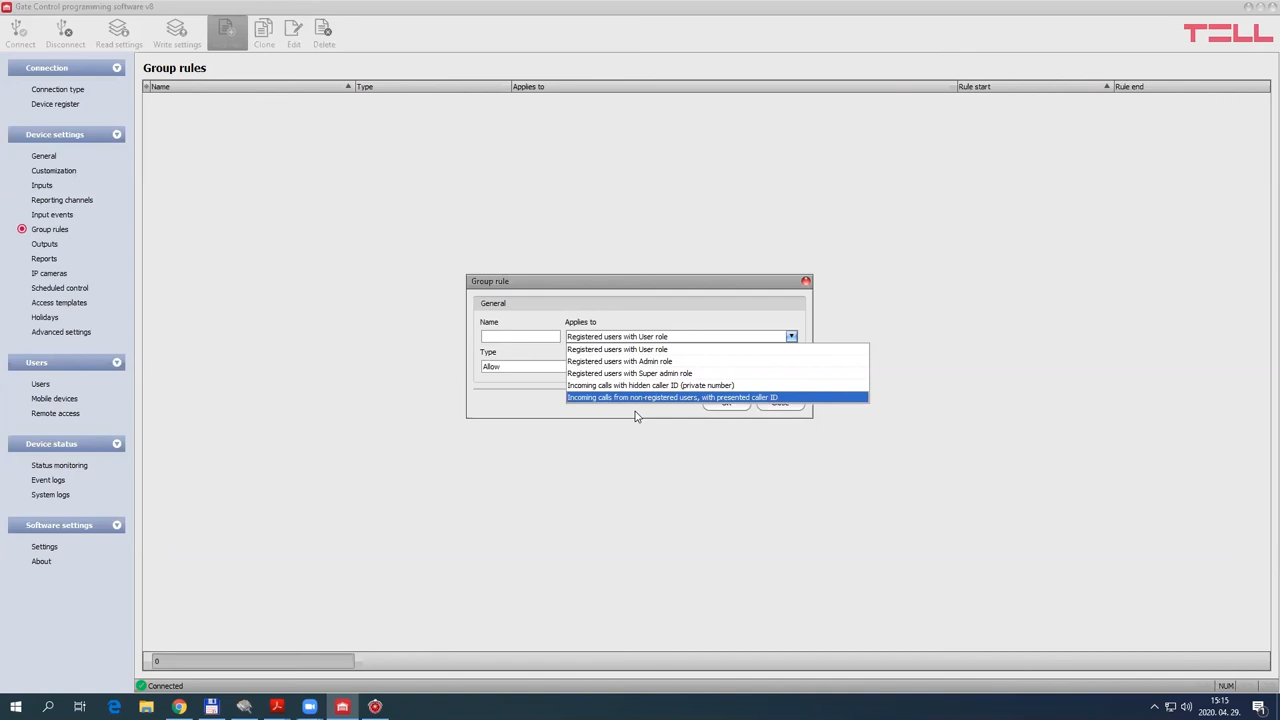 Gate Control programming software v8
Connect
Disconnect
Read settings
Write settings
Clone
Edit
Delete
TELL
Connection
Connection type
Device register
Device settings
General
Customization
Inputs
Reporting channels
Input events
Group rules
Outputs
Reports
IP cameras
Scheduled control
Access templates
Holidays
Advanced settings
Users
Users
Mobile devices
Remote access
Device status
Status monitoring
Event logs
System logs
Software settings
Settings
About
Group rules
Name
Type
Applies to
Rule start
Rule end
Group rule
General
Name
Applies to
Registered users with User role
Type
Allow
Registered users with User role
Registered users with Admin role
Registered users with Super admin role
Incoming calls with hidden caller ID (private number)
Incoming calls from non-registered users, with presented caller ID
0
Connected
NUM
15:15
2020. 04. 29.